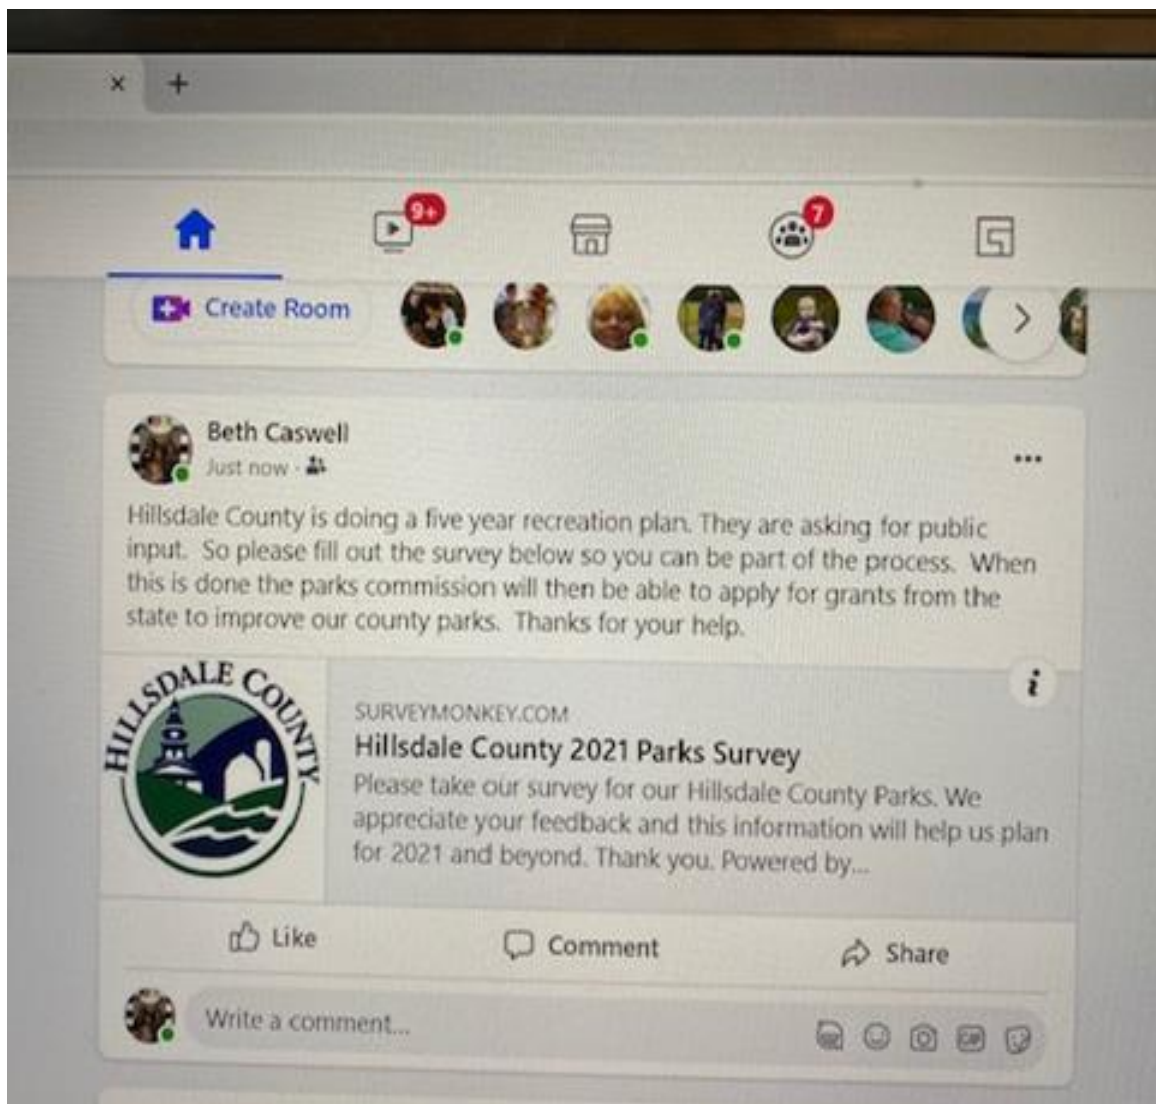 × +
9+
7
Create Room
Beth Caswell
Just now ·
Hillsdale County is doing a five year recreation plan. They are asking for public
input. So please fill out the survey below so you can be part of the process. When
this is done the parks commission will then be able to apply for grants from the
state to improve our county parks. Thanks for your help.
HILLSDALE COUNTY
i
SURVEYMONKEY.COM
Hillsdale County 2021 Parks Survey
Please take our survey for our Hillsdale County Parks. We
appreciate your feedback and this information will help us plan
for 2021 and beyond. Thank you. Powered by...
Like Comment Share
Write a comment...
GIF